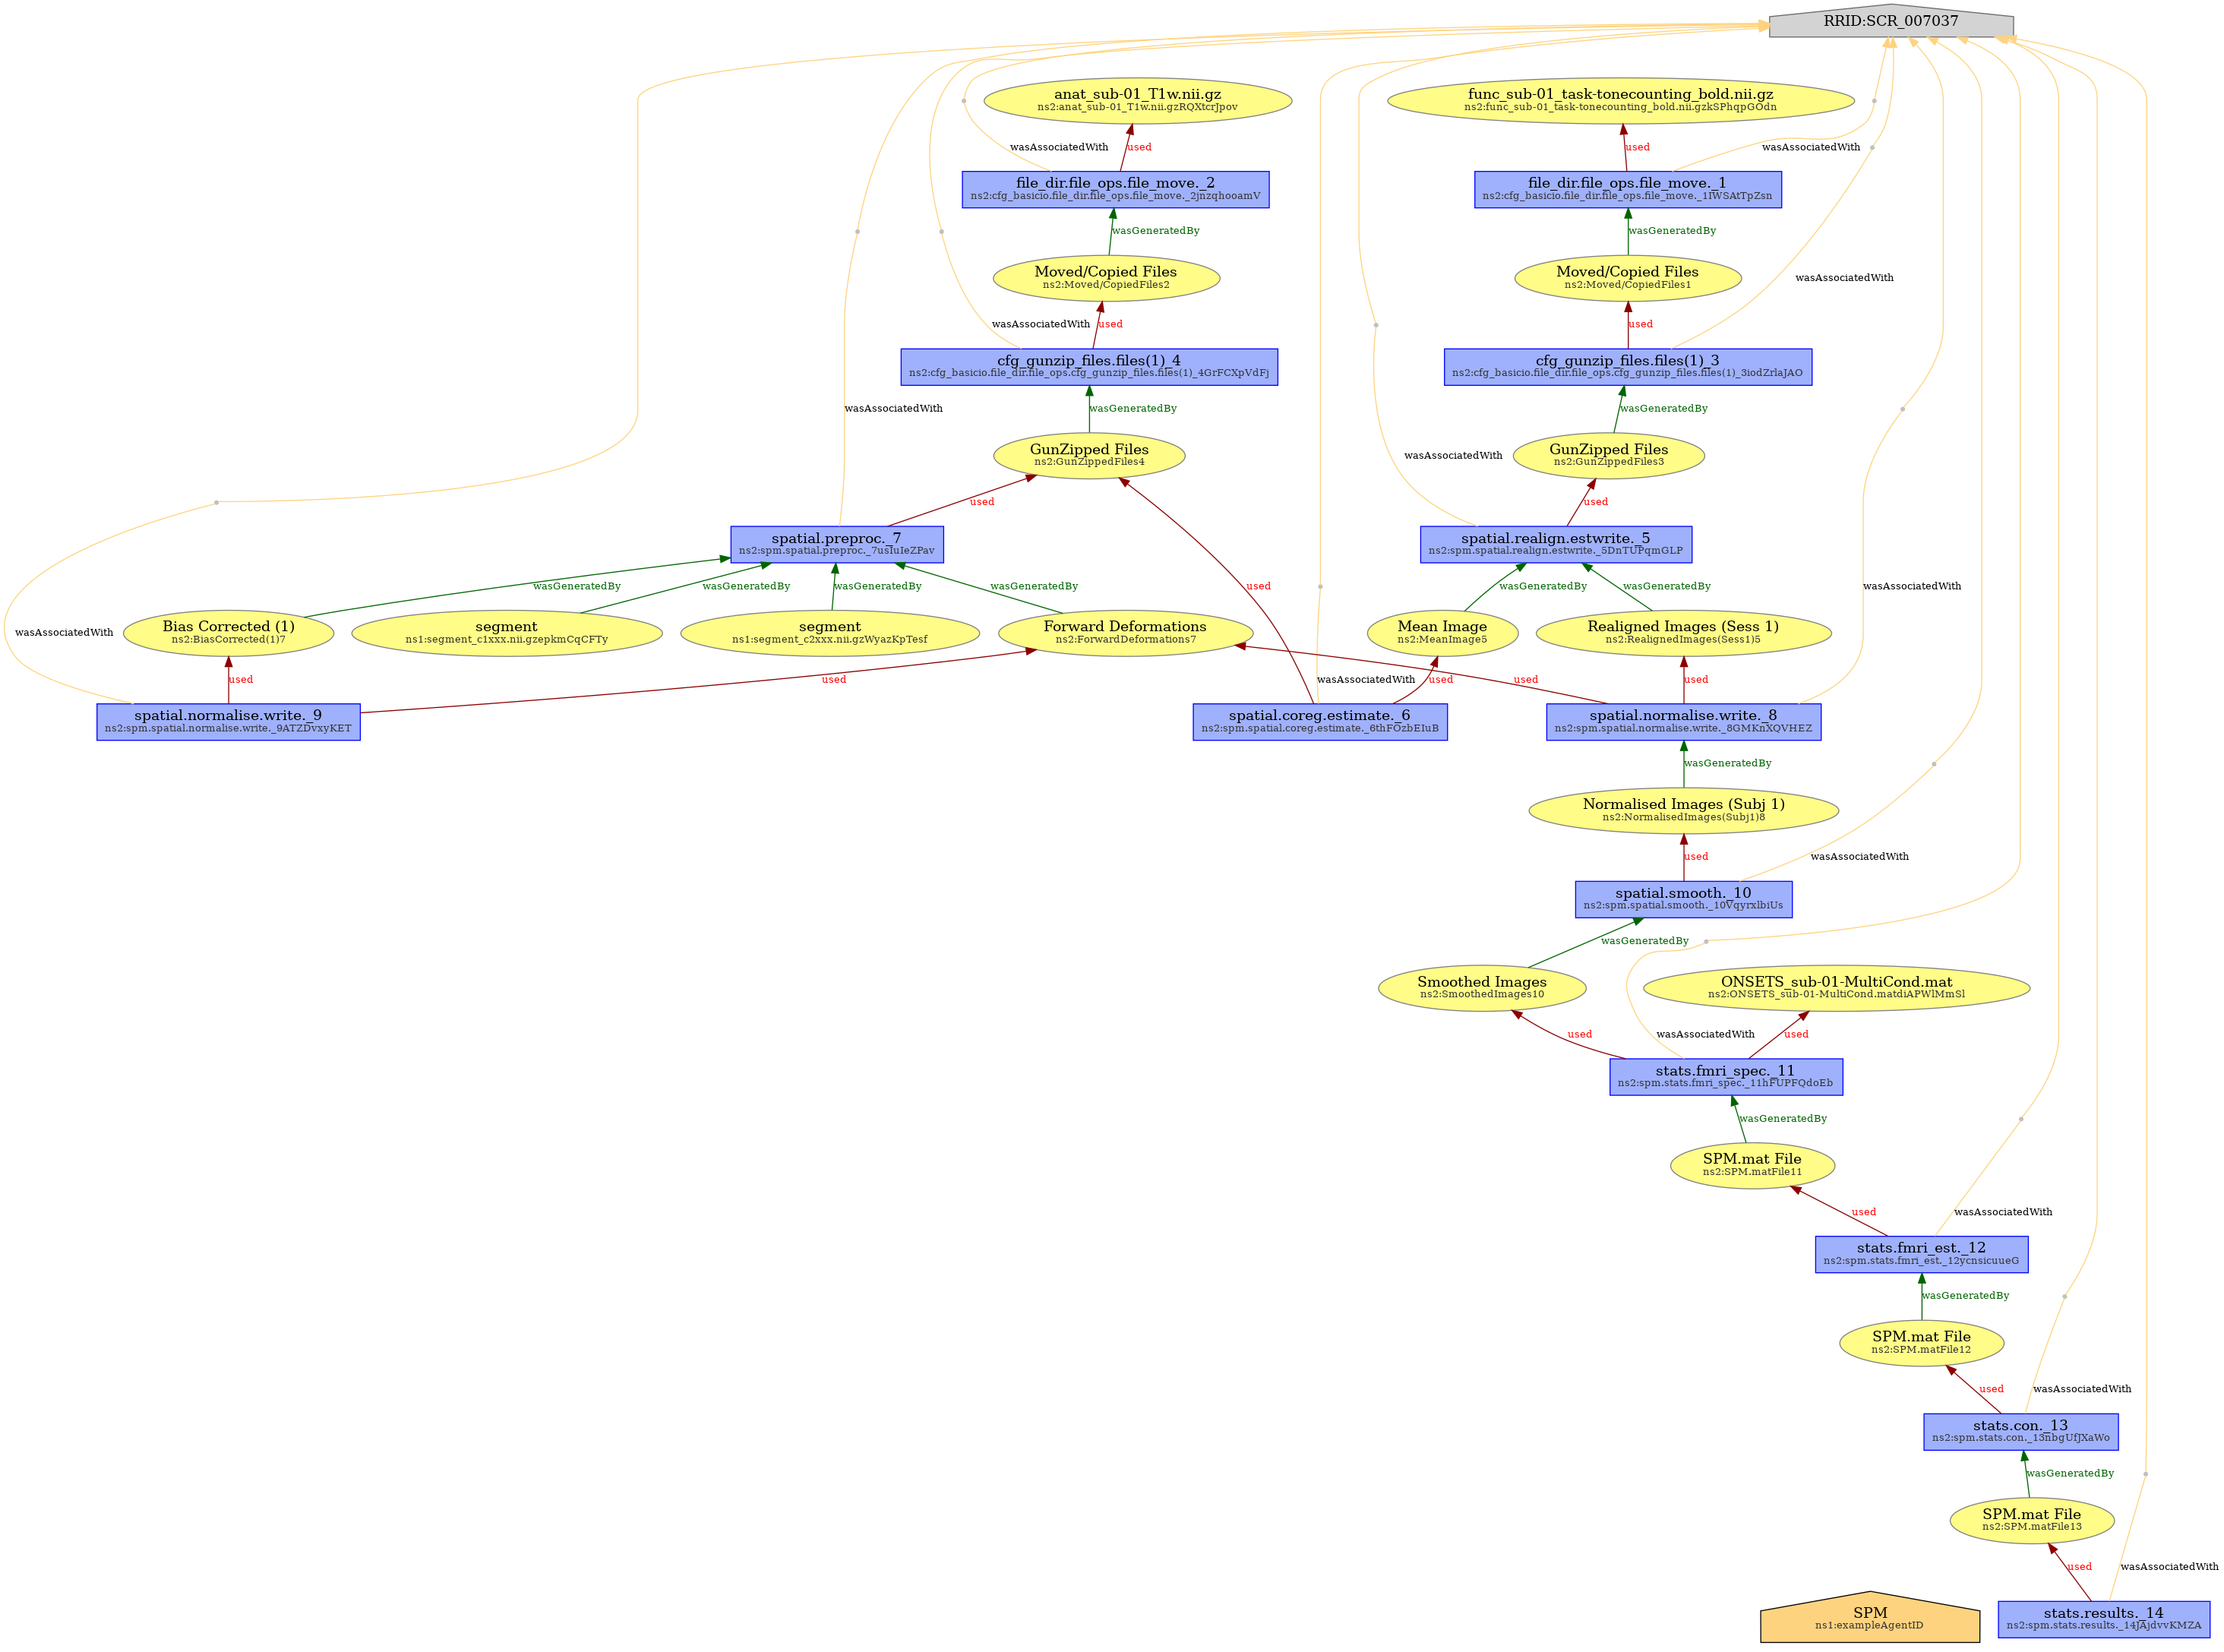 RRID:SCR_007037
anat_sub-01_T1w.nii.gz
ns2:anat_sub-01_T1w.nii.gzRQXtcrJpov
func_sub-01_task-tonecounting_bold.nii.gz
ns2:func_sub-01_task-tonecounting_bold.nii.gzkSPhqpGOdn
wasAssociatedWith
used
used
wasAssociatedWith
file_dir.file_ops.file_move._2
ns2:cfg_basicio.file_dir.file_ops.file_move._2jnzqhooamV
file_dir.file_ops.file_move._1
ns2:cfg_basicio.file_dir.file_ops.file_move._1IWSAtTpZsn
wasGeneratedBy
wasGeneratedBy
Moved/Copied Files
ns2:Moved/CopiedFiles2
Moved/Copied Files
ns2:Moved/CopiedFiles1
wasAssociatedWith
wasAssociatedWith
used
used
cfg_gunzip_files.files(1)_4
ns2:cfg_basicio.file_dir.file_ops.cfg_gunzip_files.files(1)_4GrFCXpVdFj
cfg_gunzip_files.files(1)_3
ns2:cfg_basicio.file_dir.file_ops.cfg_gunzip_files.files(1)_3iodZrlaJAO
wasAssociatedWith
wasGeneratedBy
wasGeneratedBy
GunZipped Files
ns2:GunZippedFiles4
wasAssociatedWith
GunZipped Files
ns2:GunZippedFiles3
used
used
spatial.preproc._7
ns2:spm.spatial.preproc._7usIuIeZPav
spatial.realign.estwrite._5
ns2:spm.spatial.realign.estwrite._5DnTUPqmGLP
wasGeneratedBy
wasGeneratedBy
wasGeneratedBy
wasGeneratedBy
used
wasGeneratedBy
wasGeneratedBy
wasAssociatedWith
wasAssociatedWith
Bias Corrected (1)
ns2:BiasCorrected(1)7
segment
ns1:segment_c1xxx.nii.gzepkmCqCFTy
segment
ns1:segment_c2xxx.nii.gzWyazKpTesf
Forward Deformations
ns2:ForwardDeformations7
Mean Image
ns2:MeanImage5
Realigned Images (Sess 1)
ns2:RealignedImages(Sess1)5
used
used
wasAssociatedWith
used
used
used
spatial.normalise.write._9
ns2:spm.spatial.normalise.write._9ATZDvxyKET
spatial.coreg.estimate._6
ns2:spm.spatial.coreg.estimate._6thFOzbEIuB
spatial.normalise.write._8
ns2:spm.spatial.normalise.write._8GMKnXQVHEZ
wasGeneratedBy
Normalised Images (Subj 1)
ns2:NormalisedImages(Subj1)8
used
wasAssociatedWith
spatial.smooth._10
ns2:spm.spatial.smooth._10VqyrxlbiUs
wasGeneratedBy
Smoothed Images
ns2:SmoothedImages10
ONSETS_sub-01-MultiCond.mat
ns2:ONSETS_sub-01-MultiCond.matdiAPWlMmSl
used
wasAssociatedWith
used
stats.fmri_spec._11
ns2:spm.stats.fmri_spec._11hFUPFQdoEb
wasGeneratedBy
SPM.mat File
ns2:SPM.matFile11
used
wasAssociatedWith
stats.fmri_est._12
ns2:spm.stats.fmri_est._12ycnsicuueG
wasGeneratedBy
SPM.mat File
ns2:SPM.matFile12
used
wasAssociatedWith
stats.con._13
ns2:spm.stats.con._13nbgUfJXaWo
wasGeneratedBy
SPM.mat File
ns2:SPM.matFile13
used
wasAssociatedWith
SPM
ns1:exampleAgentID
stats.results._14
ns2:spm.stats.results._14JAjdvvKMZA